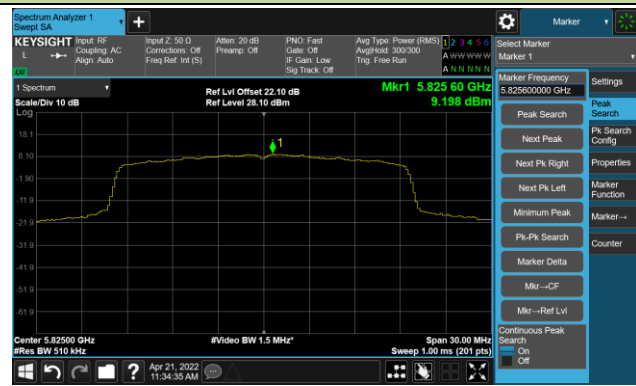 Spectrum Analyzer 1
Swept SA
Marker
KEYSIGHT
L
Input: RF
Coupling: AC
Align: Auto
Input Z: 50 Ω
Corrections: Off
Freq Ref: Int (S)
Atten: 20 dB
Preamp: Off
PNO: Fast
Gate: Off
IF Gain: Low
Sig Track: Off
Avg Type: Power (RMS)
Avg|Hold: 300/300
Trig: Free Run
1 2 3 4 5 6
A W W W W W
A N N N N N
Select Marker
Marker 1
1 Spectrum
Scale/Div 10 dB
Log
Ref Lvl Offset 22.10 dB
Ref Level 28.10 dBm
Mkr1 5.825 60 GHz
9.198 dBm
1
18.1
8.10
-1.90
-11.9
-21.9
-31.9
-41.9
-51.9
-61.9
Center 5.82500 GHz
#Res BW 510 kHz
#Video BW 1.5 MHz*
Span 30.00 MHz
Sweep 1.00 ms (201 pts)
Marker Frequency
5.825600000 GHz
Peak Search
Next Peak
Next Pk Right
Next Pk Left
Minimum Peak
Pk-Pk Search
Marker Delta
Mkr→CF
Mkr→Ref Lvl
Continuous Peak
Search
On
Off
Settings
Peak
Search
Pk Search
Config
Properties
Marker
Function
Marker→
Counter
?
Apr 21, 2022
11:34:35 AM